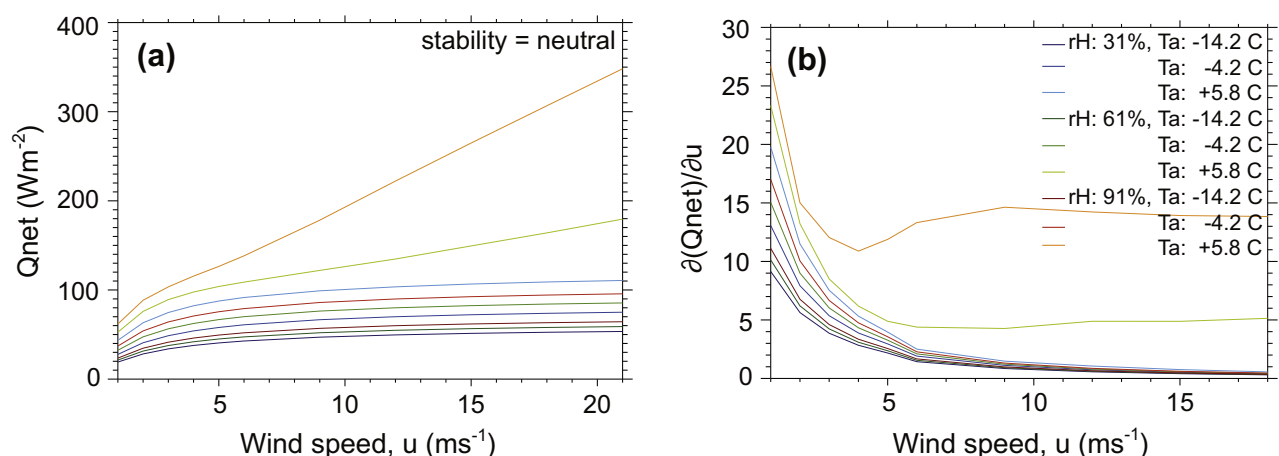 (a)
stability = neutral
Qnet (Wm-2)
400
300
200
100
0
5
10
15
20
Wind speed, u (ms-1)
(b)
∂(Qnet)/∂u
30
25
20
15
10
5
0
5
10
15
Wind speed, u (ms-1)
rH: 31%, Ta: -14.2 C
Ta: -4.2 C
Ta: +5.8 C
rH: 61%, Ta: -14.2 C
Ta: -4.2 C
Ta: +5.8 C
rH: 91%, Ta: -14.2 C
Ta: -4.2 C
Ta: +5.8 C